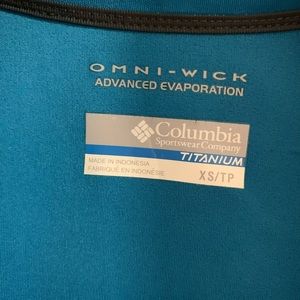 OMNI-WICK
ADVANCED EVAPORATION
Columbia
Sportswear Company
TITANIUM
MADE IN INDONESIA
FABRIQUÉ EN INDONÉSIE
XS/TP